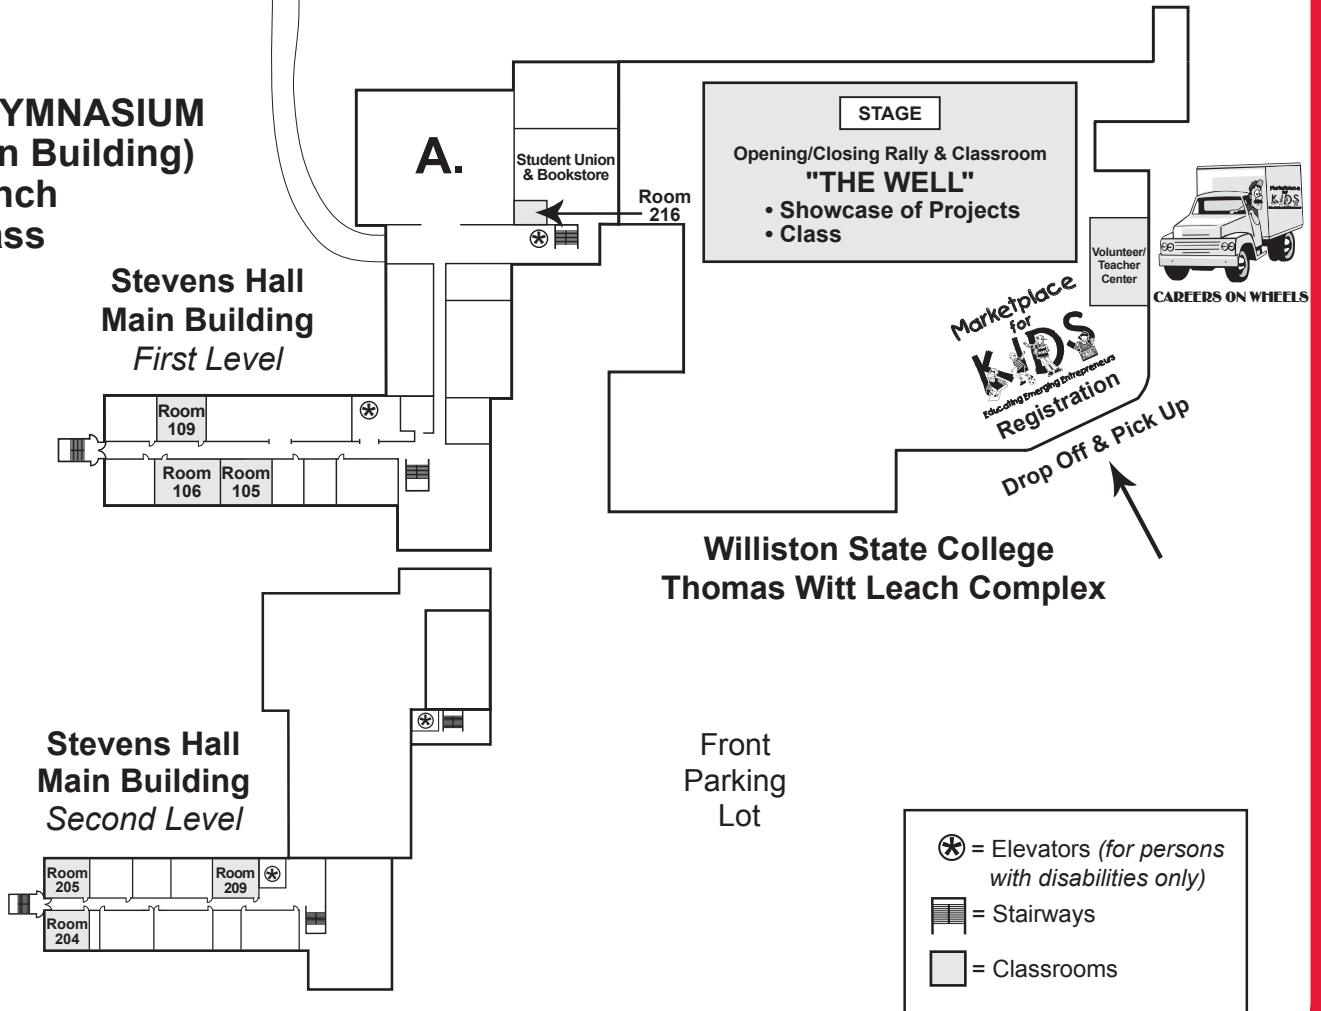 YMNASIUM
n Building)
nch
ass
A.
Student Union
& Bookstore
Room
216
STAGE
Opening/Closing Rally & Classroom
"THE WELL"
• Showcase of Projects
• Class
Volunteer/
Teacher
Center
CAREERS ON WHEELS
Marketplace
for
KIDS
Educating Emerging Entrepreneurs
Registration
Drop Off & Pick Up
Marketplace
for
KIDS
Stevens Hall
Main Building
First Level
Room
109
Room
106
Room
105
Williston State College
Thomas Witt Leach Complex
Stevens Hall
Main Building
Second Level
Front
Parking
Lot
Room
205
Room
209
Room
204
= Elevators (for persons
with disabilities only)
= Stairways
= Classrooms